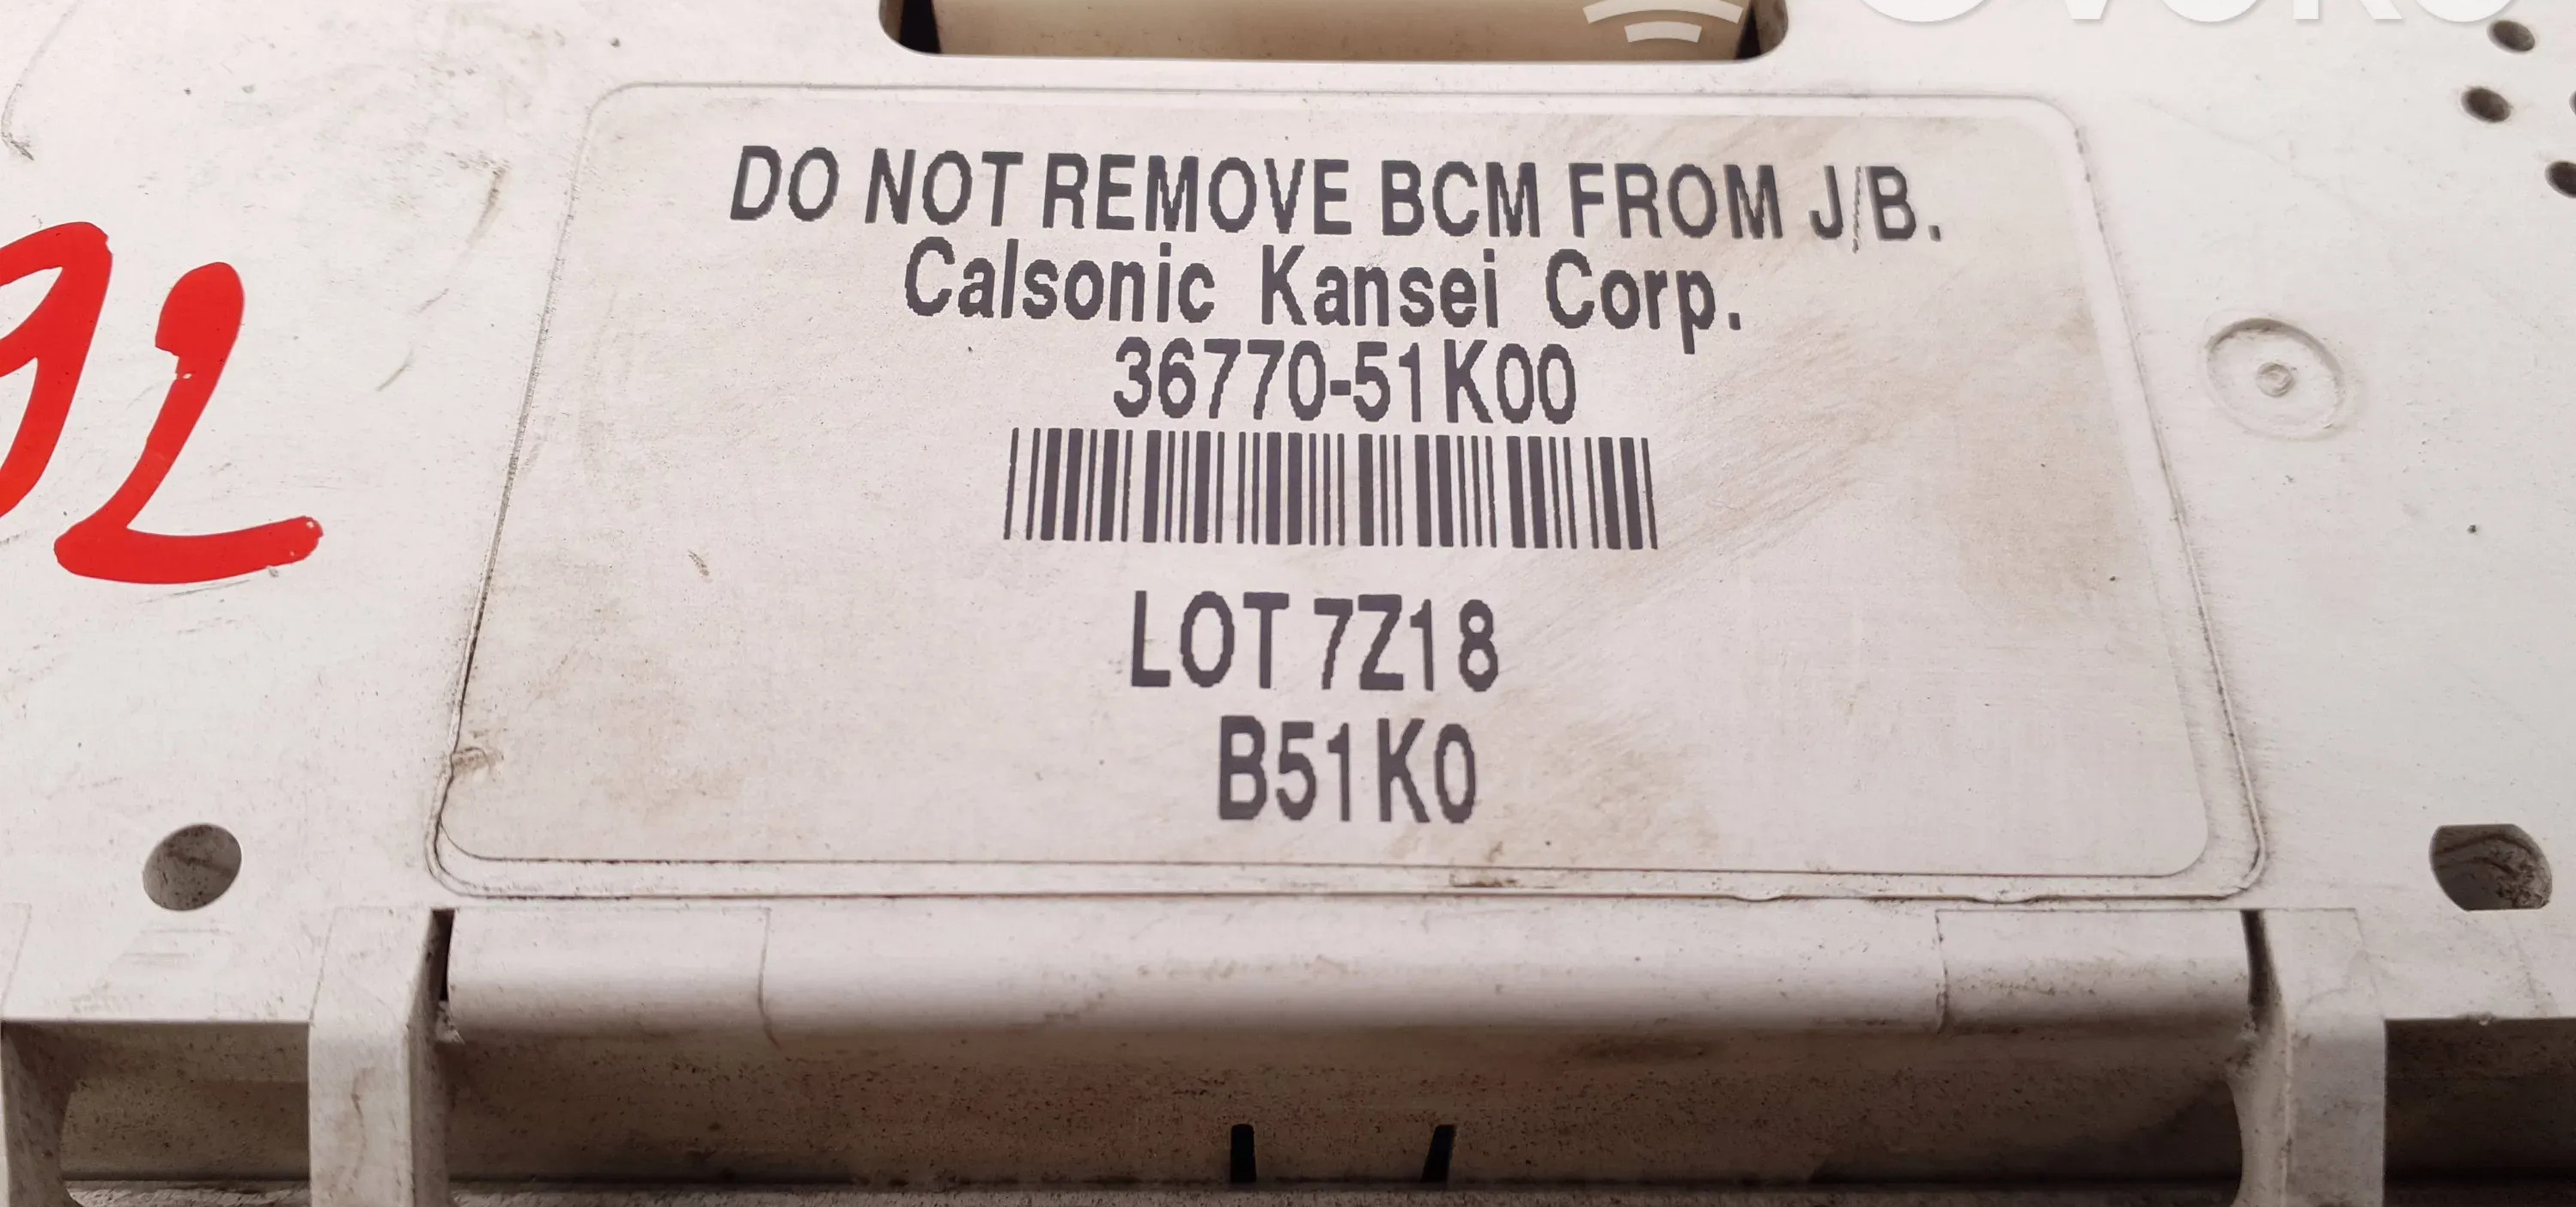 DO NOT REMOVE BCM FROM J/B.
Calsonic Kansei Corp.
36770-51K00
LOT 7Z18
B51K0